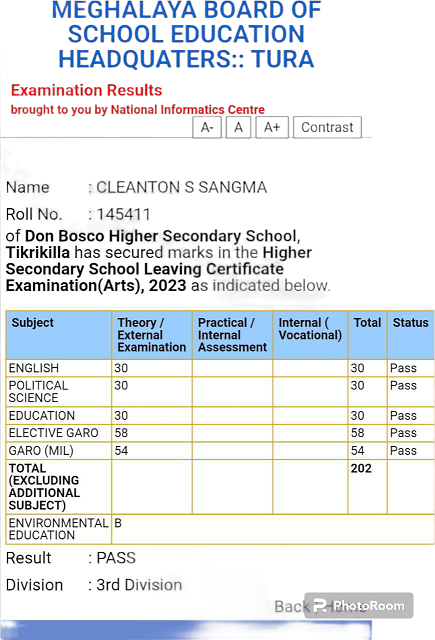 MEGHALAYA BOARD OF
SCHOOL EDUCATION
HEADQUATERS:: TURA
Examination Results
brought to you by National Informatics Centre
A- A A+ Contrast
Name : CLEANTON S SANGMA
Roll No. : 145411
of Don Bosco Higher Secondary School,
Tikrikilla has secured marks in the Higher
Secondary School Leaving Certificate
Examination(Arts), 2023 as indicated below.
Subject Theory / External Examination Practical / Internal Assessment Internal ( Vocational) Total Status
ENGLISH 30 30 Pass
POLITICAL SCIENCE 30 30 Pass
EDUCATION 30 30 Pass
ELECTIVE GARO 58 58 Pass
GARO (MIL) 54 54 Pass
TOTAL (EXCLUDING ADDITIONAL SUBJECT) 202
ENVIRONMENTAL EDUCATION B
Result : PASS
Division : 3rd Division
Back
PhotoRoom